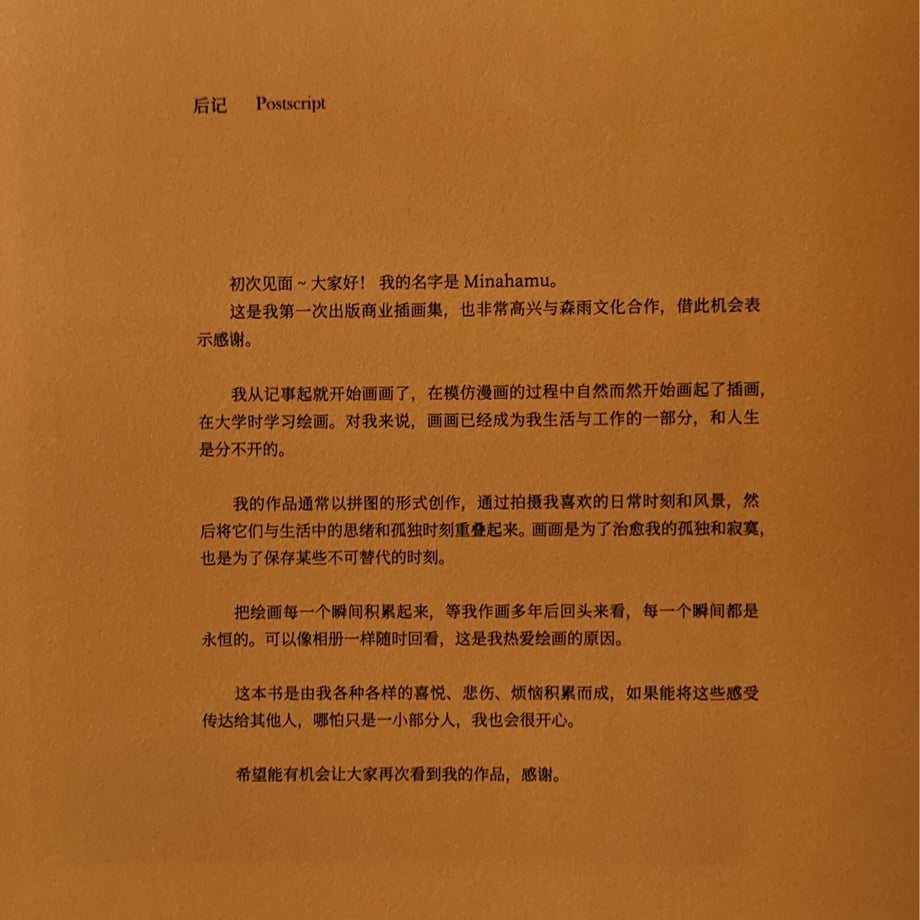 后记 Postscript
初次见面 ~ 大家好！ 我的名字是 Minahamu。
这是我第一次出版商业插画集，也非常高兴与森雨文化合作，借此机会表
示感谢。
我从记事起就开始画画了，在模仿漫画的过程中自然而然开始画起了插画，
在大学时学习绘画。对我来说，画画已经成为我生活与工作的一部分，和人生
是分不开的。
我的作品通常以拼图的形式创作，通过拍摄我喜欢的日常时刻和风景，然
后将它们与生活中的思绪和孤独时刻重叠起来。画画是为了治愈我的孤独和寂寞，
也是为了保存某些不可替代的时刻。
把绘画每一个瞬间积累起来，等我作画多年后回头来看，每一个瞬间都是
永恒的。可以像相册一样随时回看，这是我热爱绘画的原因。
这本书是由我各种各样的喜悦、悲伤、烦恼积累而成，如果能将这些感受
传达给其他人，哪怕只是一小部分人，我也会很开心。
希望能有机会让大家再次看到我的作品，感谢。